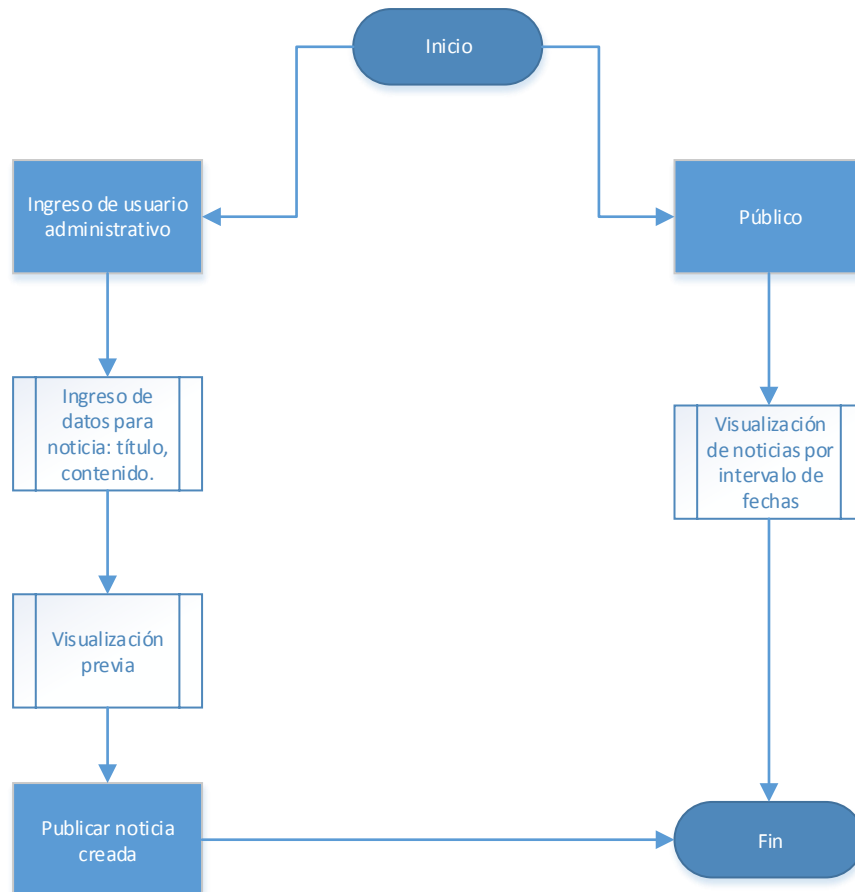 Inicio
Ingreso de usuario
administrativo
Público
Ingreso de
datos para
noticia: título,
contenido.
Visualización
de noticias por
intervalo de
fechas
Visualización
previa
Publicar noticia
creada
Fin